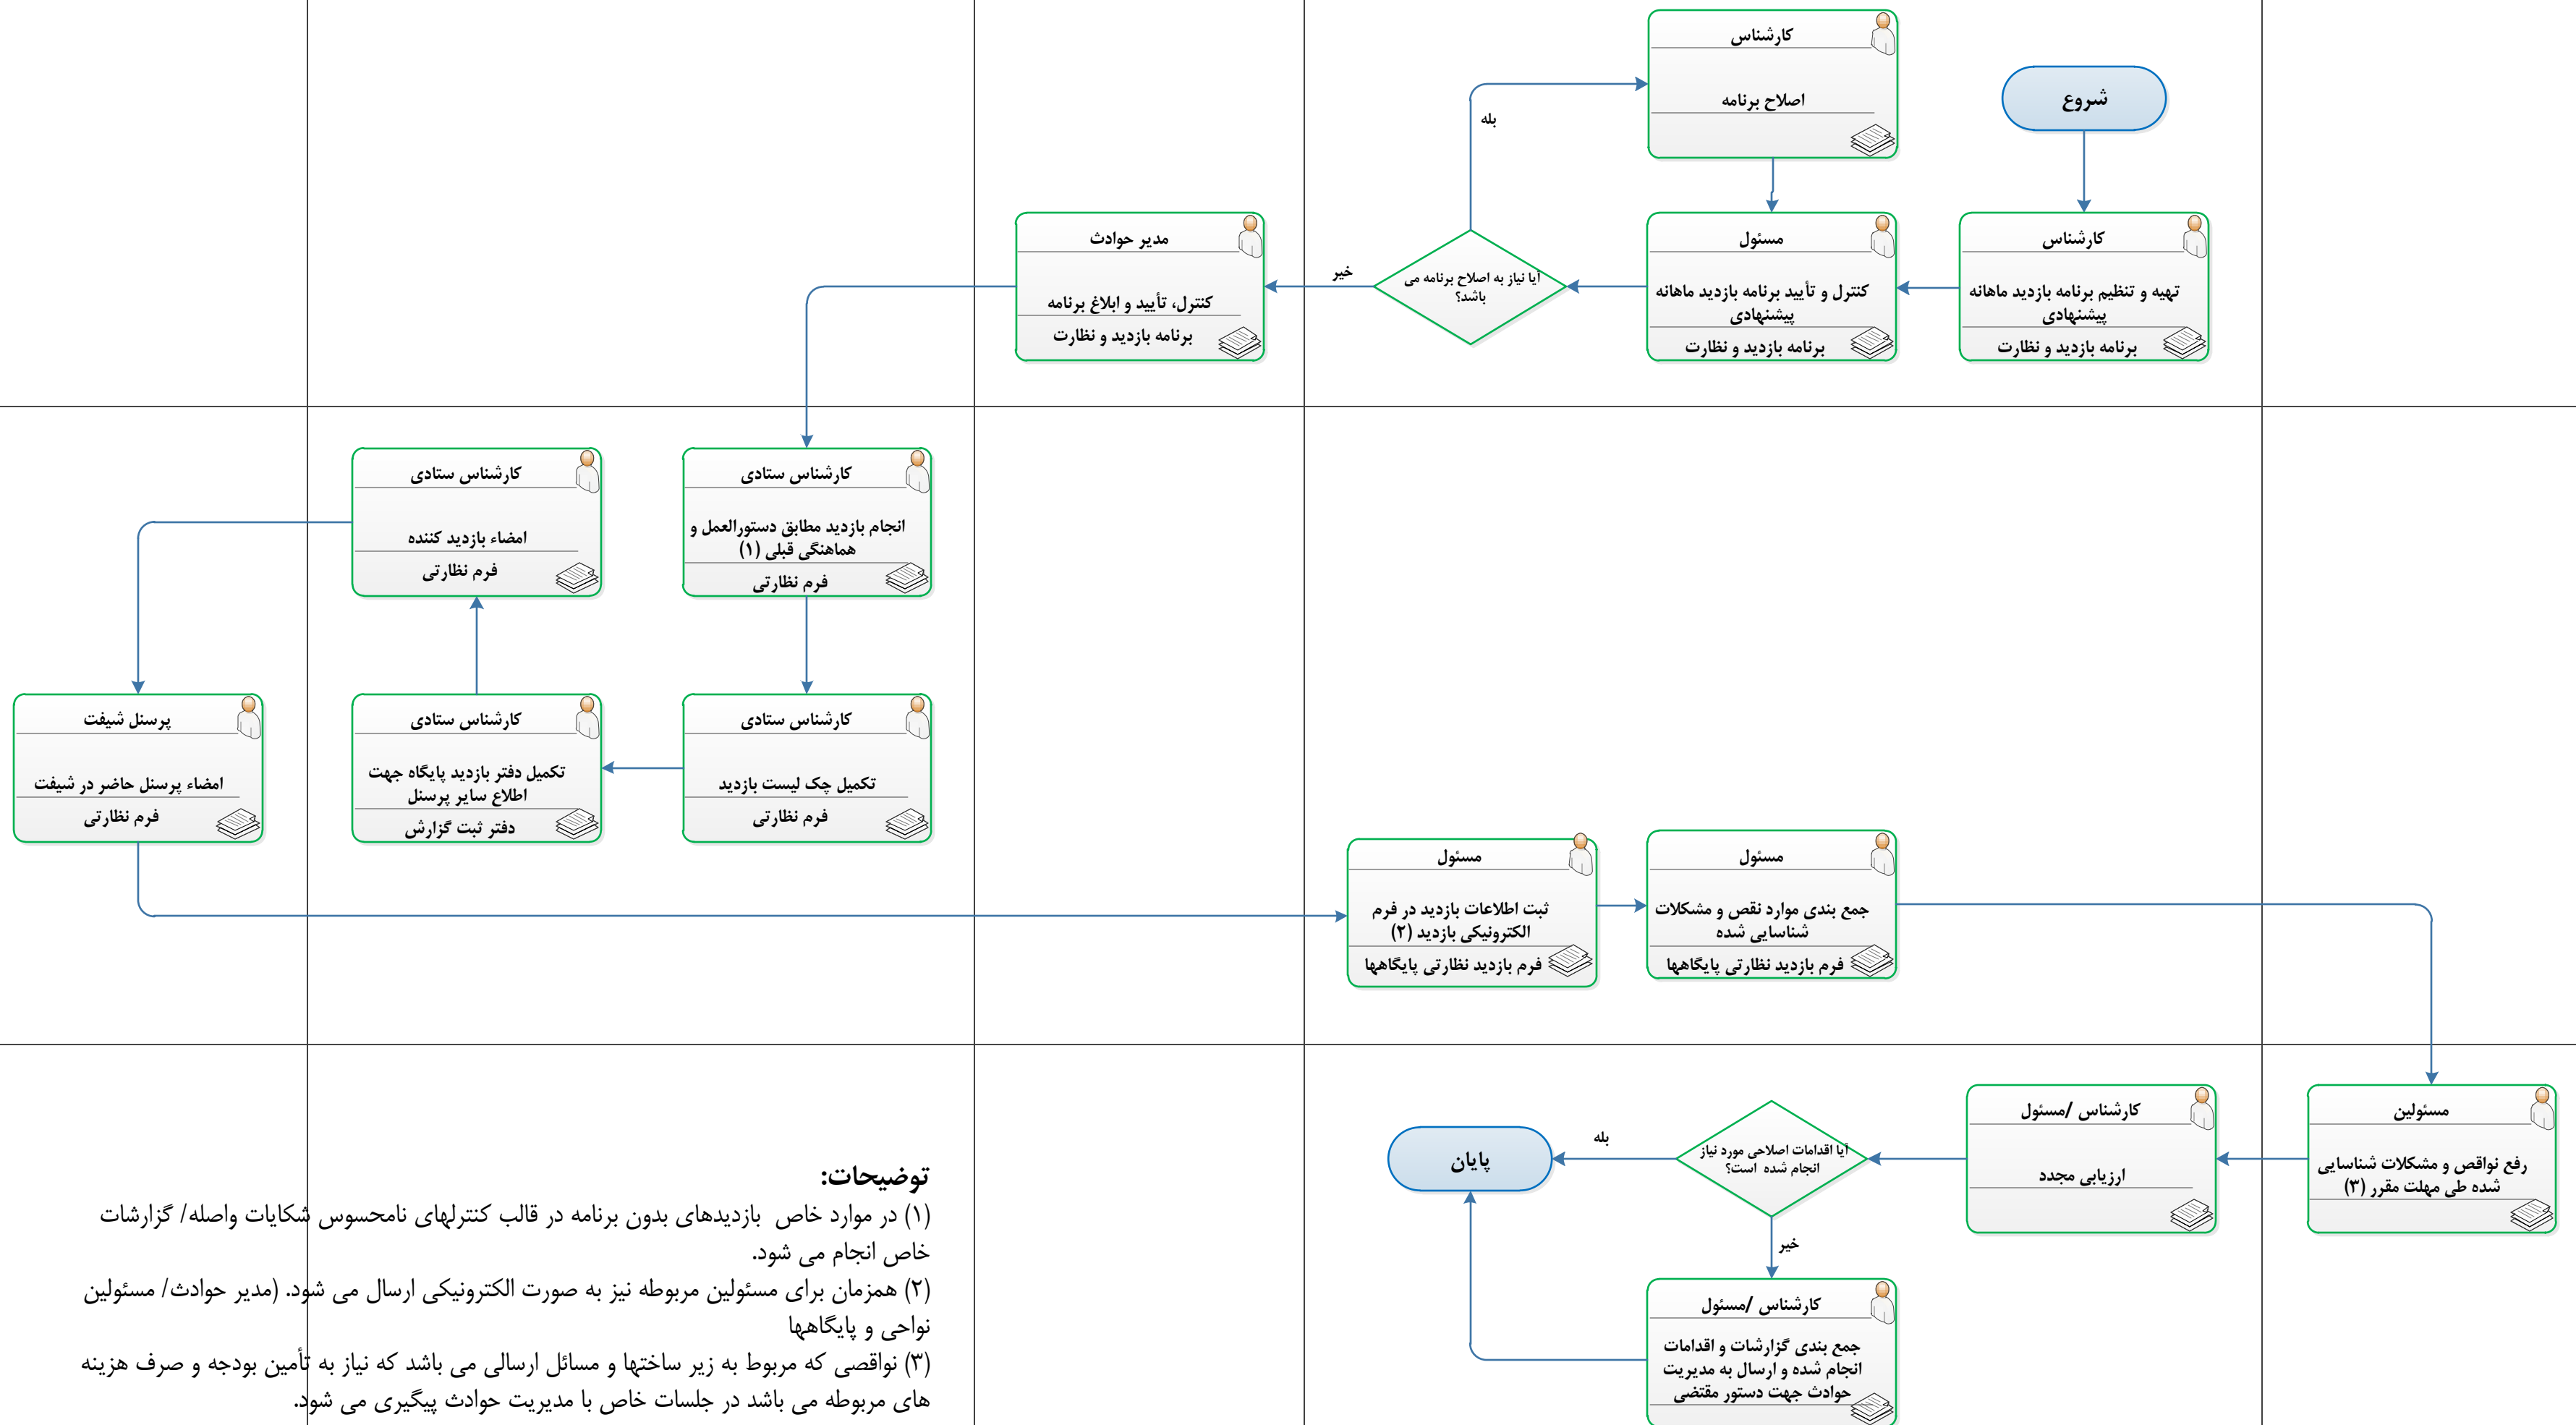 شروع
کارشناس
تهیه و تنظیم برنامه بازدید ماهانه
پیشنهادی
برنامه بازدید و نظارت
مسئول
کنترل و تأیید برنامه بازدید ماهانه
پیشنهادی
برنامه بازدید و نظارت
آیا نیاز به اصلاح برنامه می
باشد؟
بله
کارشناس
اصلاح برنامه
خیر
مدیر حوادث
کنترل، تأیید و ابلاغ برنامه
برنامه بازدید و نظارت
کارشناس ستادی
انجام بازدید مطابق دستورالعمل و
هماهنگی قبلی (۱)
فرم نظارتی
کارشناس ستادی
تکمیل چک لیست بازدید
فرم نظارتی
کارشناس ستادی
تکمیل دفتر بازدید پایگاه جهت
اطلاع سایر پرسنل
دفتر ثبت گزارش
کارشناس ستادی
امضاء بازدید کننده
فرم نظارتی
پرسنل شیفت
امضاء پرسنل حاضر در شیفت
فرم نظارتی
مسئول
ثبت اطلاعات بازدید در فرم
الکترونیکی بازدید (۲)
فرم بازدید نظارتی پایگاهها
مسئول
جمع بندی موارد نقص و مشکلات
شناسایی شده
فرم بازدید نظارتی پایگاهها
مسئولین
رفع نواقص و مشکلات شناسایی
شده طی مهلت مقرر (۳)
کارشناس /مسئول
ارزیابی مجدد
آیا اقدامات اصلاحی مورد نیاز
انجام شده است؟
بله
پایان
خیر
کارشناس /مسئول
جمع بندی گزارشات و اقدامات
انجام شده و ارسال به مدیریت
حوادث جهت دستور مقتضی
توضیحات:
(۱) در موارد خاص بازدیدهای بدون برنامه در قالب کنترلهای نامحسوس شکایات واصله/ گزارشات
خاص انجام می شود.
(۲) همزمان برای مسئولین مربوطه نیز به صورت الکترونیکی ارسال می شود. (مدیر حوادث/ مسئولین
نواحی و پایگاهها
(۳) نواقصی که مربوط به زیر ساختها و مسائل ارسالی می باشد که نیاز به تأمین بودجه و صرف هزینه
های مربوطه می باشد در جلسات خاص با مدیریت حوادث پیگیری می شود.